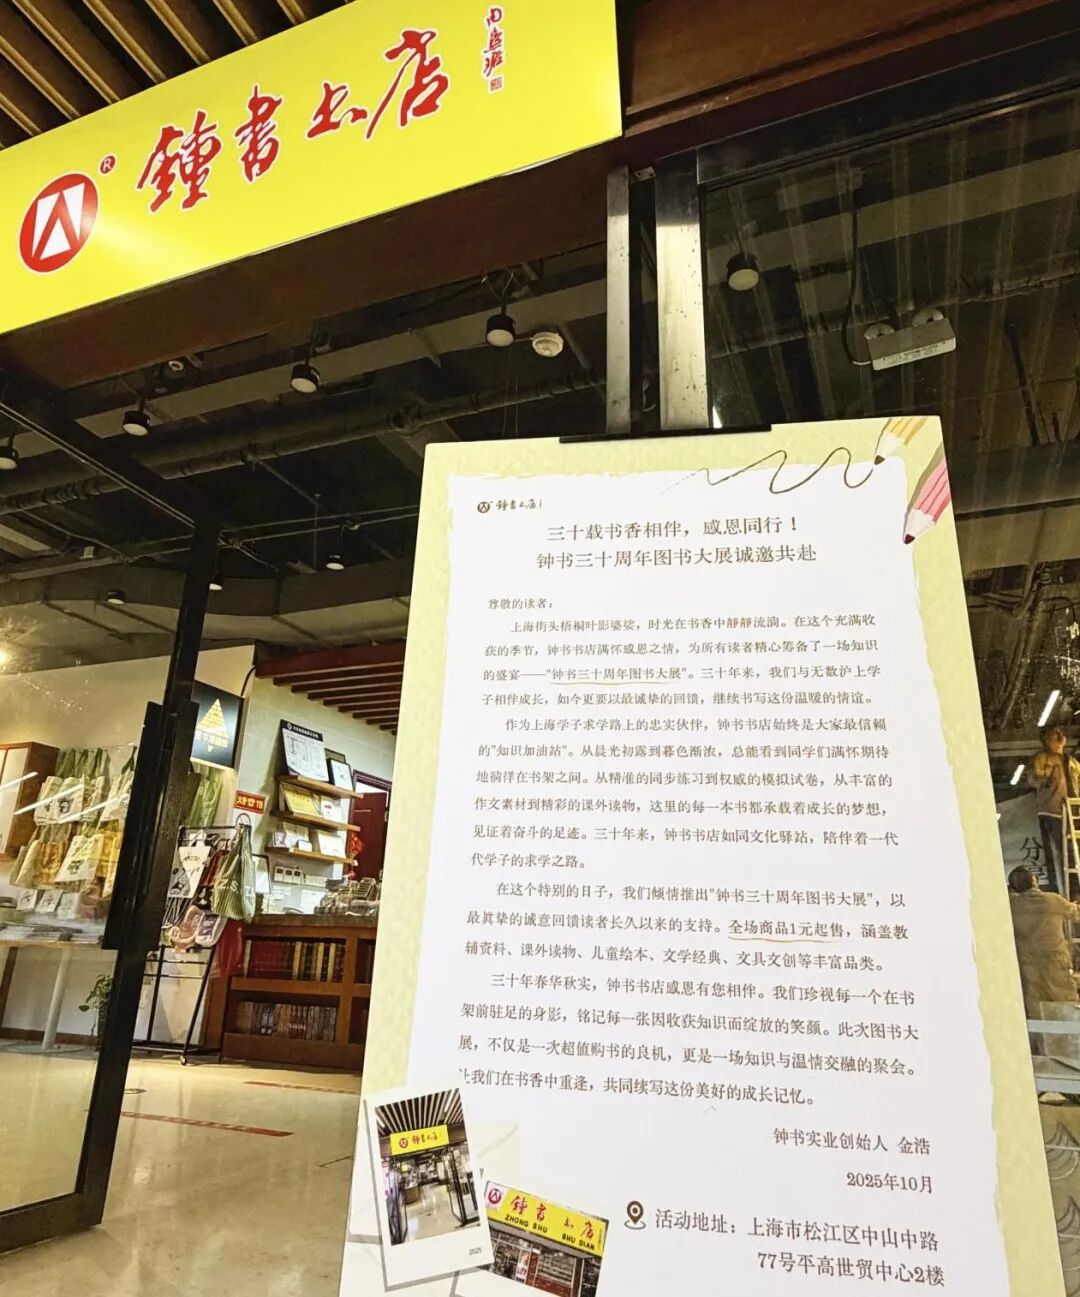 鍾書书店
®
鍾書书店
三十载书香相伴，感恩同行！
钟书三十周年图书大展诚邀共赴
尊敬的读者：
上海街头梧桐叶影婆娑，时光在书香中静静流淌。在这个充满收
获的季节，钟书书店满怀感恩之情，为所有读者精心筹备了一场知识
的盛宴——"钟书三十周年图书大展"。三十年来，我们与无数沪上学
子相伴成长，如今更要以最诚挚的回馈，继续书写这份温暖的情谊。
作为上海学子求学路上的忠实伙伴，钟书书店始终是大家最信赖
的"知识加油站"。从晨光初露到暮色渐浓，总能看到同学们满怀期待
地徜徉在书架之间。从精准的同步练习到权威的模拟试卷，从丰富的
作文素材到精彩的课外读物，这里的每一本书都承载着成长的梦想，
见证着奋斗的足迹。三十年来，钟书书店如同文化驿站，陪伴着一代
代学子的求学之路。
在这个特别的日子，我们倾情推出"钟书三十周年图书大展"，以
最真挚的诚意回馈读者长久以来的支持。全场商品1元起售，涵盖教
辅资料、课外读物、儿童绘本、文学经典、文具文创等丰富品类。
三十年春华秋实，钟书书店感恩有您相伴。我们珍视每一个在书
架前驻足的身影，铭记每一张因收获知识而绽放的笑颜。此次图书大
展，不仅是一次超值购书的良机，更是一场知识与温情交融的聚会。
让我们在书香中重逢，共同续写这份美好的成长记忆。
钟书实业创始人 金浩
2025年10月
活动地址：上海市松江区中山中路
77号平高世贸中心2楼
鍾書书店
2025
鍾書书店
ZHONG SHU
SHU DIAN
分